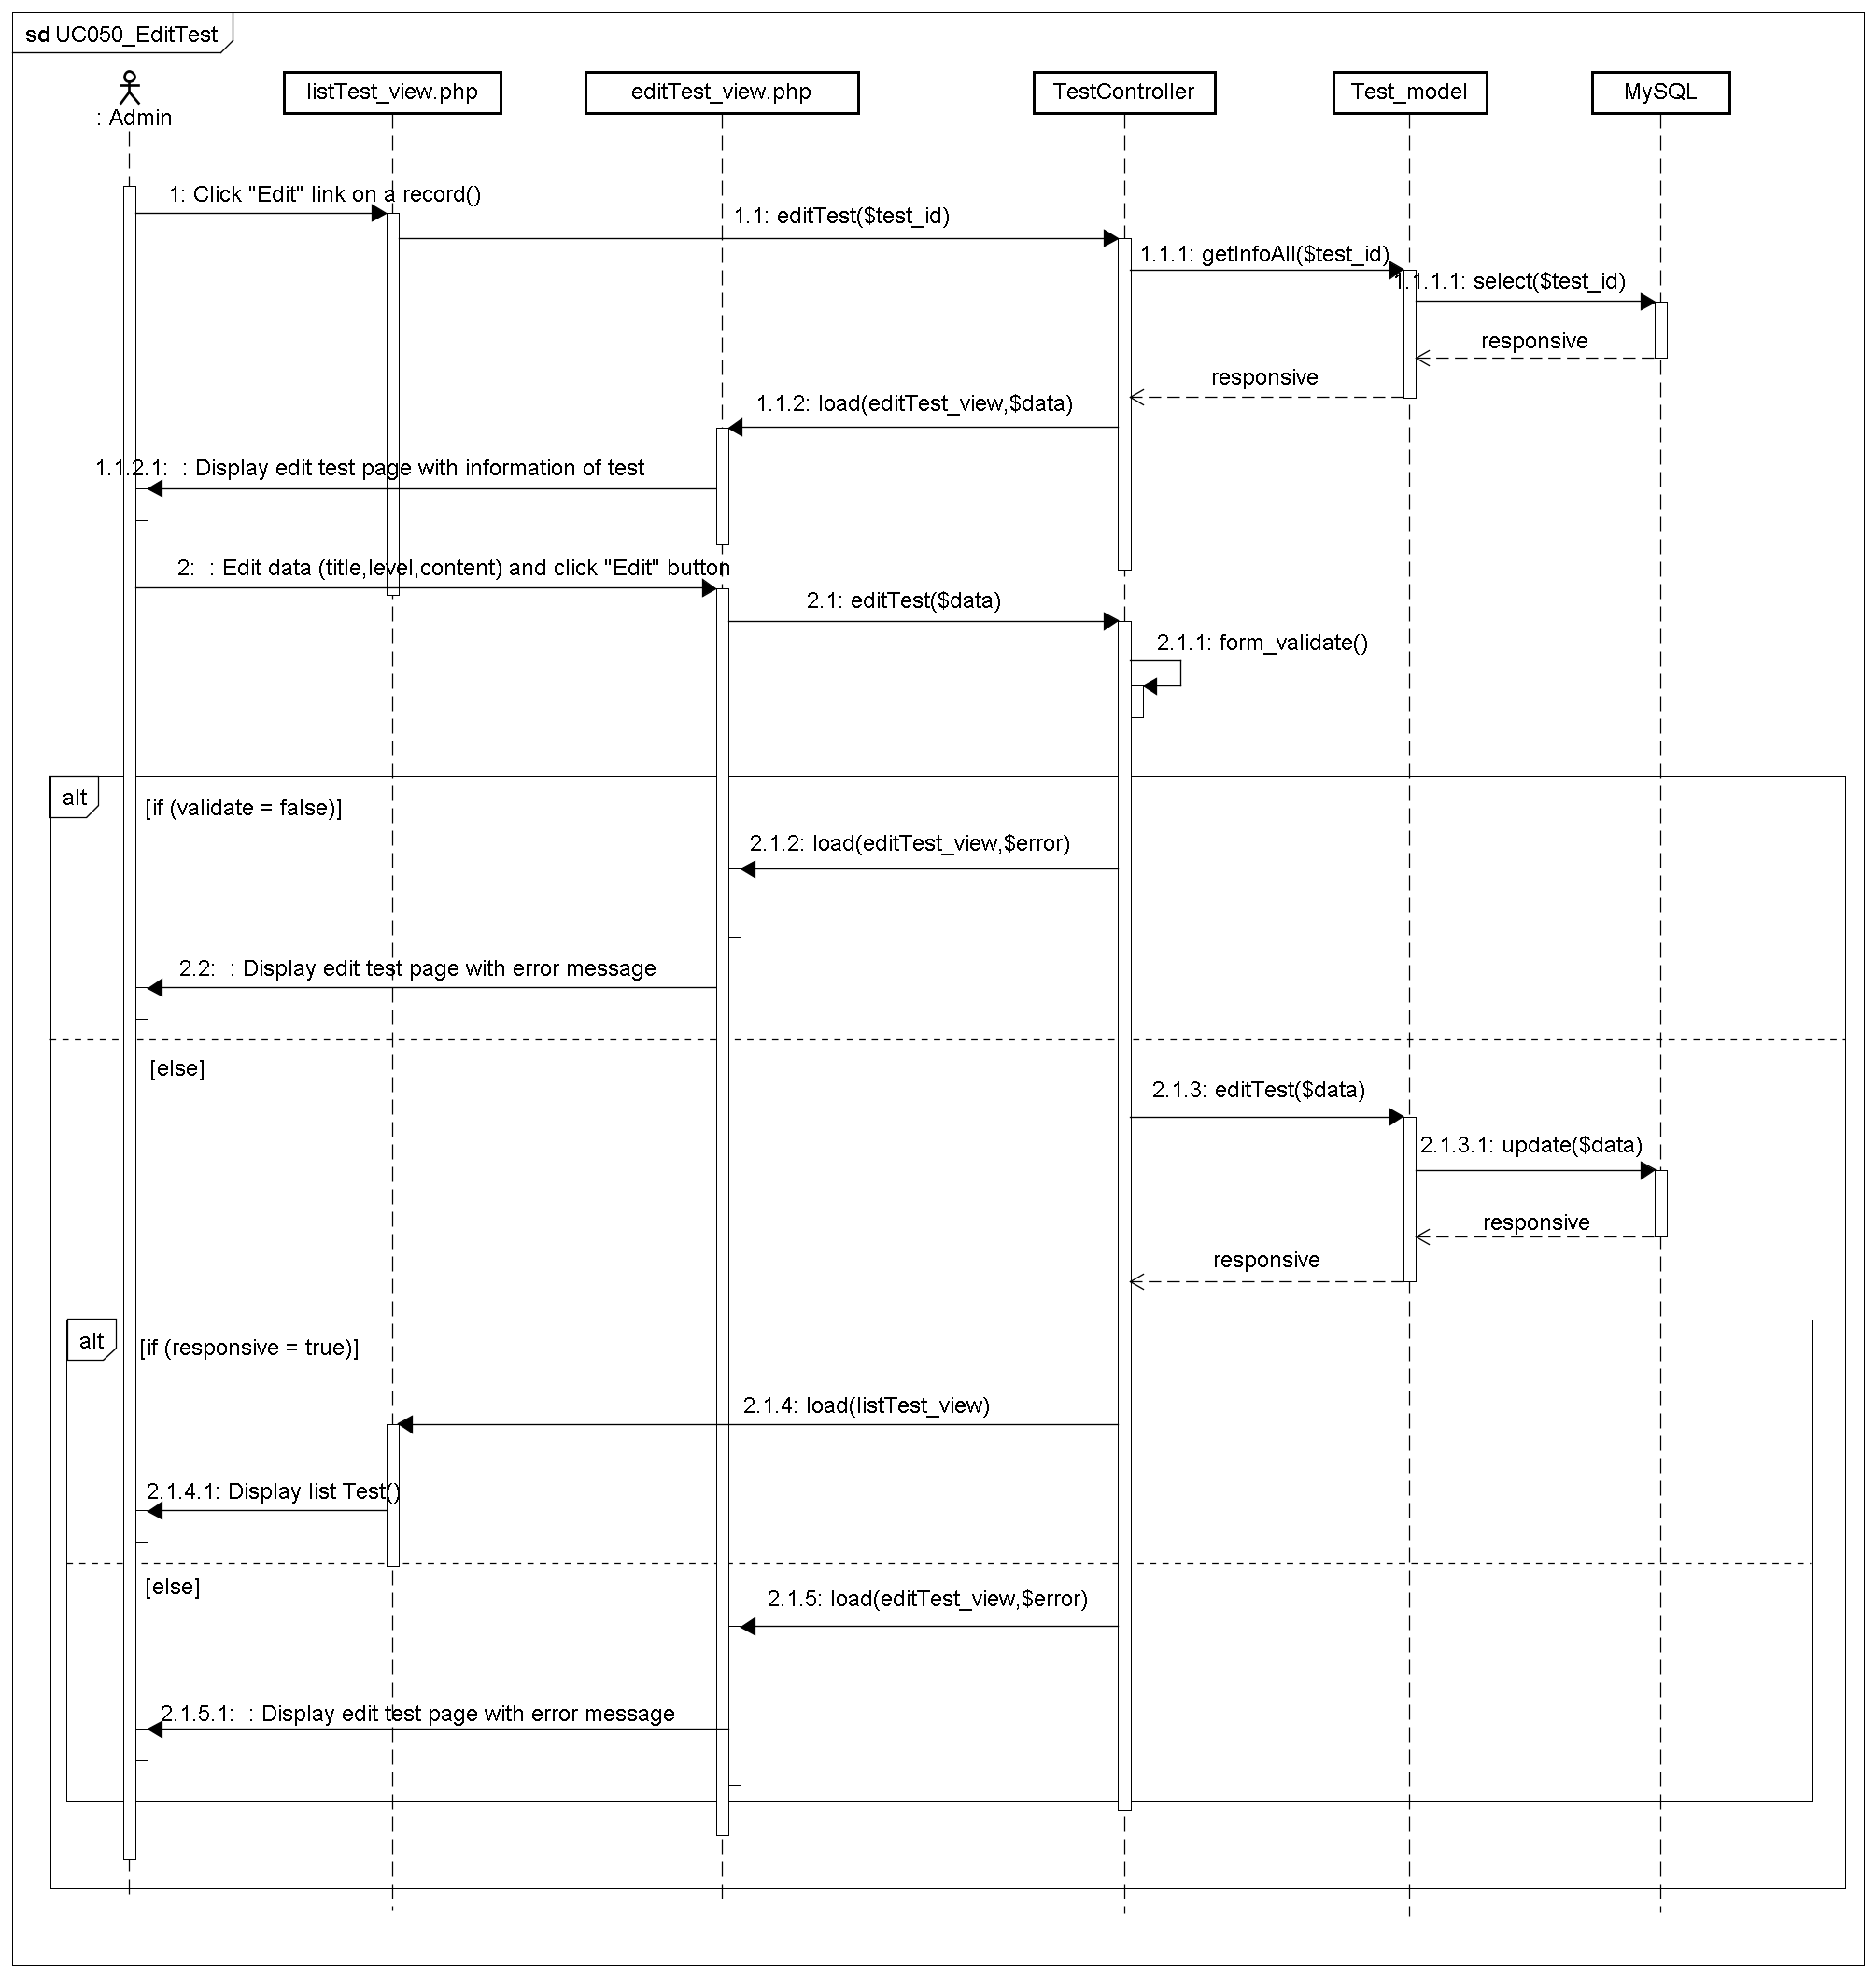 sd UC050_EditTest
: Admin
listTest_view.php
editTest_view.php
TestController
Test_model
MySQL
1: Click "Edit" link on a record()
1.1: editTest($test_id)
1.1.1: getInfoAll($test_id)
1.1.1.1: select($test_id)
responsive
responsive
1.1.2: load(editTest_view,$data)
1.1.2.1:  : Display edit test page with information of test
2:  : Edit data (title,level,content) and click "Edit" button
2.1: editTest($data)
2.1.1: form_validate()
alt
[if (validate = false)]
2.1.2: load(editTest_view,$error)
2.2:  : Display edit test page with error message
[else]
2.1.3: editTest($data)
2.1.3.1: update($data)
responsive
responsive
alt
[if (responsive = true)]
2.1.4: load(listTest_view)
2.1.4.1: Display list Test()
[else]
2.1.5: load(editTest_view,$error)
2.1.5.1:  : Display edit test page with error message